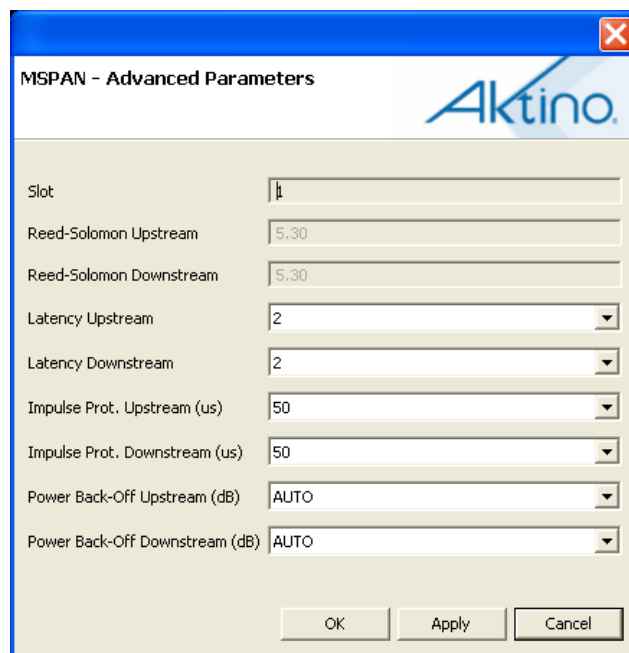 MSPAN - Advanced Parameters
Aktino®
Slot 1
Reed-Solomon Upstream 5.30
Reed-Solomon Downstream 5.30
Latency Upstream 2
Latency Downstream 2
Impulse Prot. Upstream (us) 50
Impulse Prot. Downstream (us) 50
Power Back-Off Upstream (dB) AUTO
Power Back-Off Downstream (dB) AUTO
OK Apply Cancel